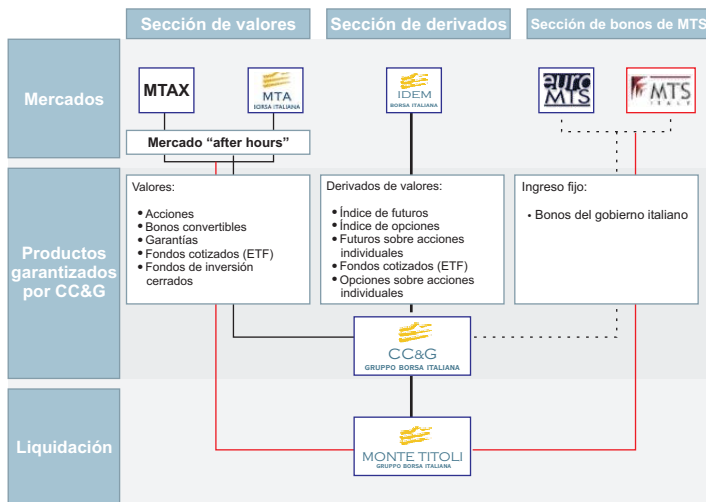 Sección de valores
Sección de derivados
Sección de bonos de MTS
Mercados
MTAX
MTA
BORSA ITALIANA
IDEM
BORSA ITALIANA
euro
MTS
MTS
ITALY
Mercado “after hours”
Productos
garantizados
por CC&G
Valores:
• Acciones
• Bonos convertibles
• Garantías
• Fondos cotizados (ETF)
• Fondos de inversión
cerrados
Derivados de valores:
• Índice de futuros
• Índice de opciones
• Futuros sobre acciones
individuales
• Fondos cotizados (ETF)
• Opciones sobre acciones
individuales
Ingreso fijo:
• Bonos del gobierno italiano
CC&G
GRUPPO BORSA ITALIANA
Liquidación
MONTE TITOLI
GRUPPO BORSA ITALIANA